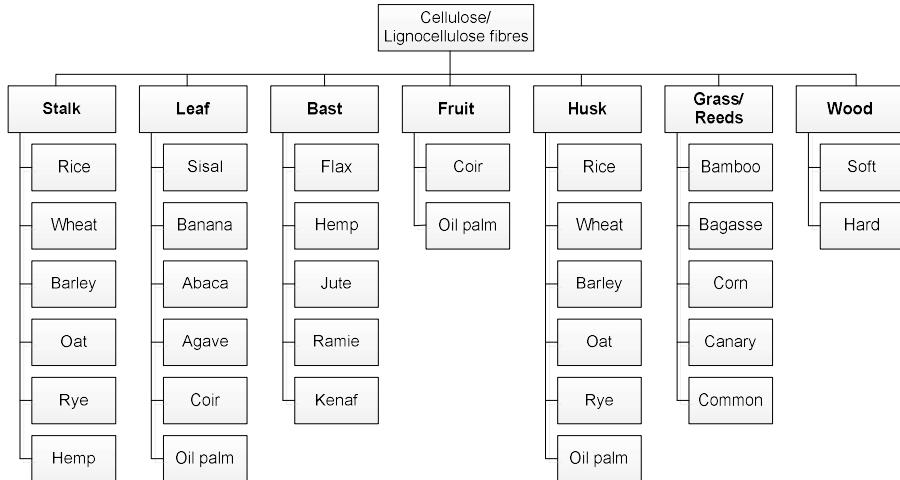 Cellulose/
Lignocellulose fibres
Stalk
Rice
Wheat
Barley
Oat
Rye
Hemp
Leaf
Sisal
Banana
Abaca
Agave
Coir
Oil palm
Bast
Flax
Hemp
Jute
Ramie
Kenaf
Fruit
Coir
Oil palm
Husk
Rice
Wheat
Barley
Oat
Rye
Oil palm
Grass/
Reeds
Bamboo
Bagasse
Corn
Canary
Common
Wood
Soft
Hard